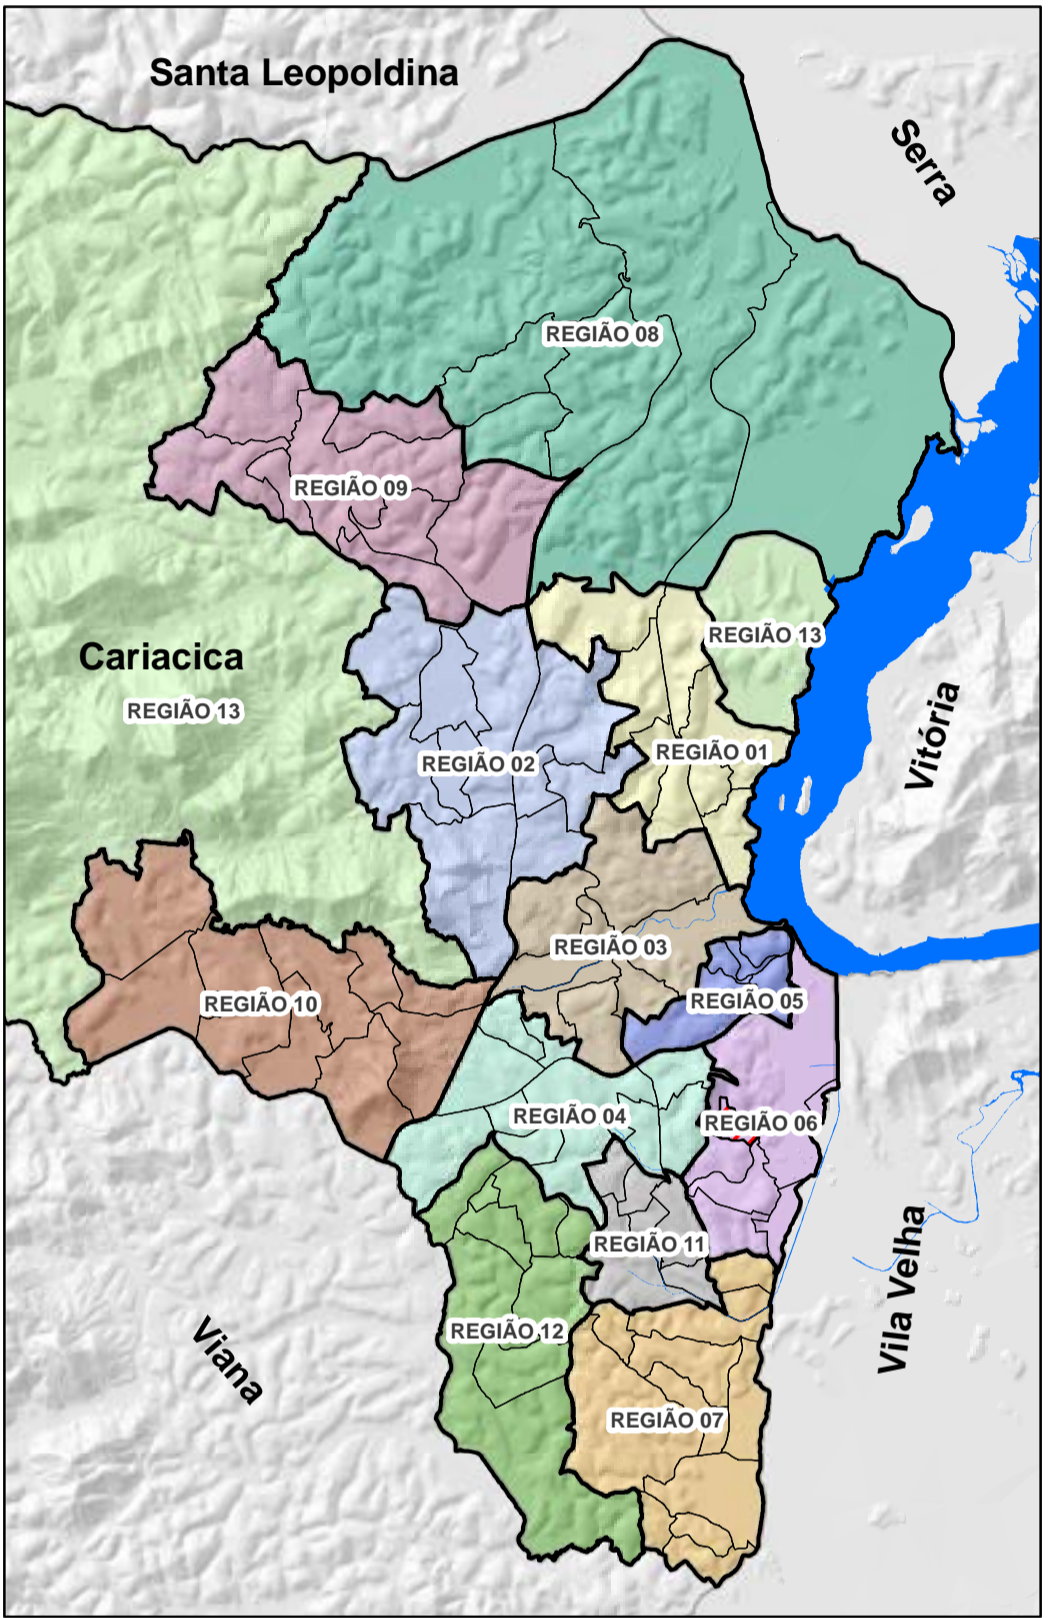 Santa Leopoldina
Serra
REGIÃO 08
REGIÃO 09
REGIÃO 13
Cariacica
REGIÃO 13
Vitória
REGIÃO 02
REGIÃO 01
REGIÃO 03
REGIÃO 05
REGIÃO 10
REGIÃO 04
REGIÃO 06
REGIÃO 11
Vila Velha
REGIÃO 12
Viana
REGIÃO 07